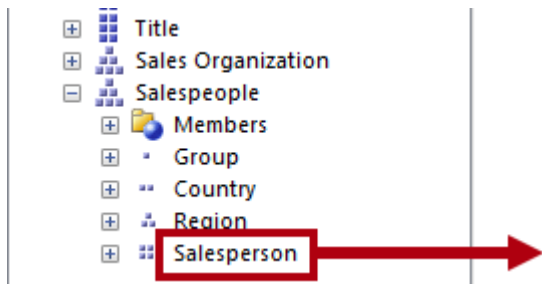 Title
Sales Organization
Salespeople
Members
Group
Country
Region
Salesperson